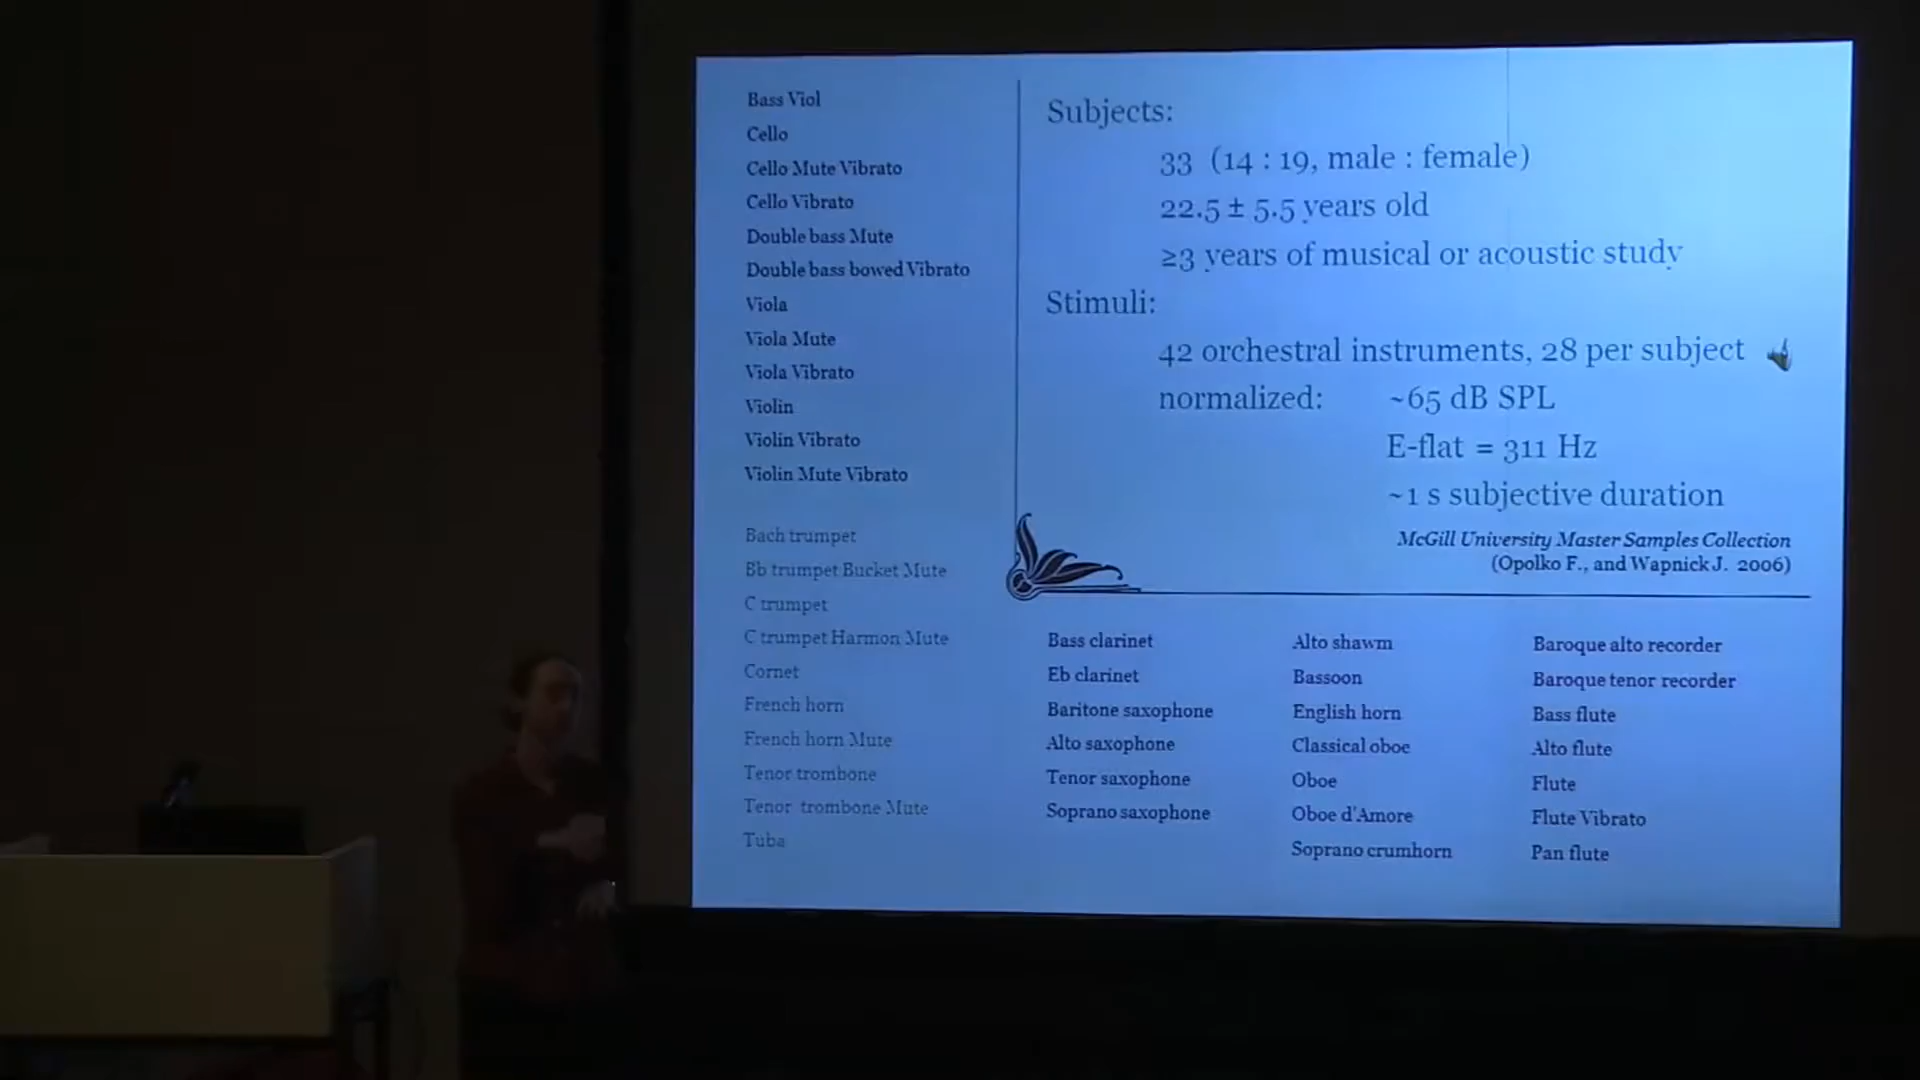 Bass Viol
Cello
Cello Mute Vibrato
Cello Vibrato
Double bass Mute
Double bass bowed Vibrato
Viola
Viola Mute
Viola Vibrato
Violin
Violin Vibrato
Violin Mute Vibrato
Bach trumpet
Bb trumpet Bucket Mute
C trumpet
C trumpet Harmon Mute
Cornet
French horn
French horn Mute
Tenor trombone
Tenor trombone Mute
Tuba
Subjects:
33 (14 : 19, male : female)
22.5 ± 5.5 years old
≥3 years of musical or acoustic study
Stimuli:
42 orchestral instruments, 28 per subject
normalized: ~65 dB SPL
E-flat = 311 Hz
~1 s subjective duration
McGill University Master Samples Collection
(Opolko F., and Wapnick J. 2006)
Bass clarinet
Eb clarinet
Baritone saxophone
Alto saxophone
Tenor saxophone
Soprano saxophone
Alto shawm
Bassoon
English horn
Classical oboe
Oboe
Oboe d'Amore
Soprano crumhorn
Baroque alto recorder
Baroque tenor recorder
Bass flute
Alto flute
Flute
Flute Vibrato
Pan flute